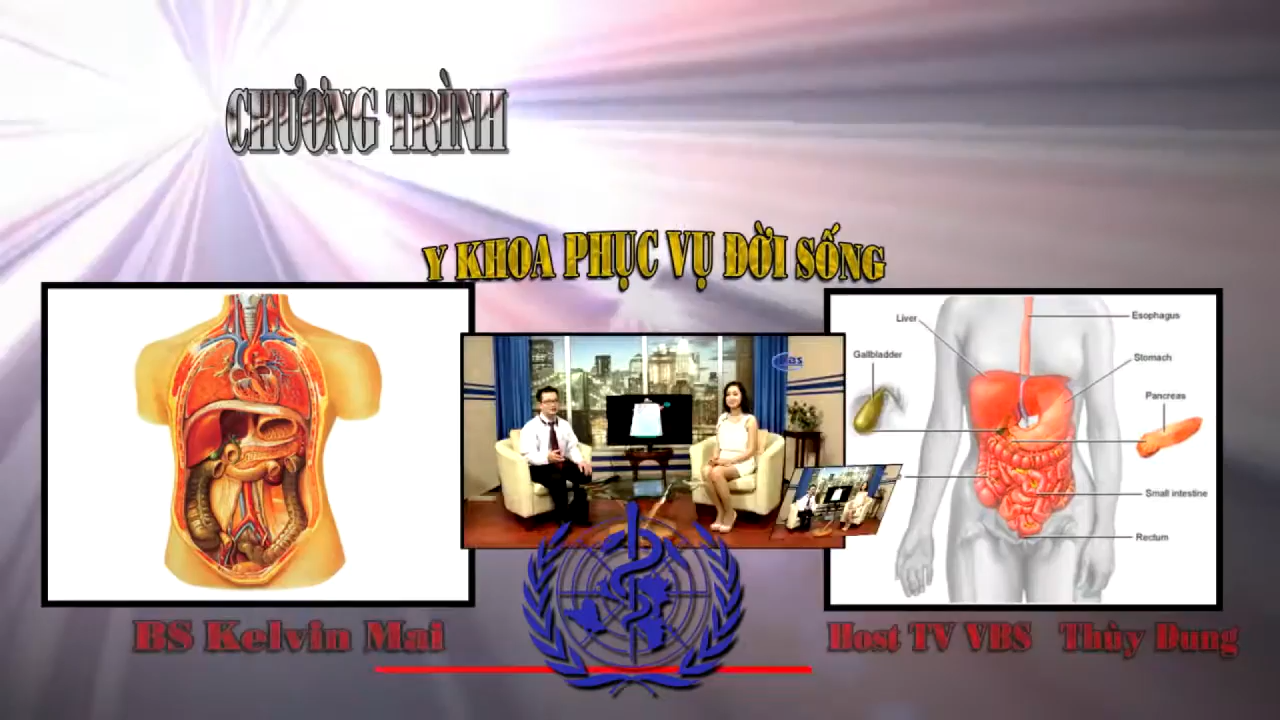 CHƯƠNG TRÌNH
Y KHOA PHỤC VỤ ĐỜI SỐNG
Liver
Esophagus
Gallbladder
Stomach
Pancreas
Small intestine
Rectum
BS Kelvin Mai
Host TV VBS Thùy Dung